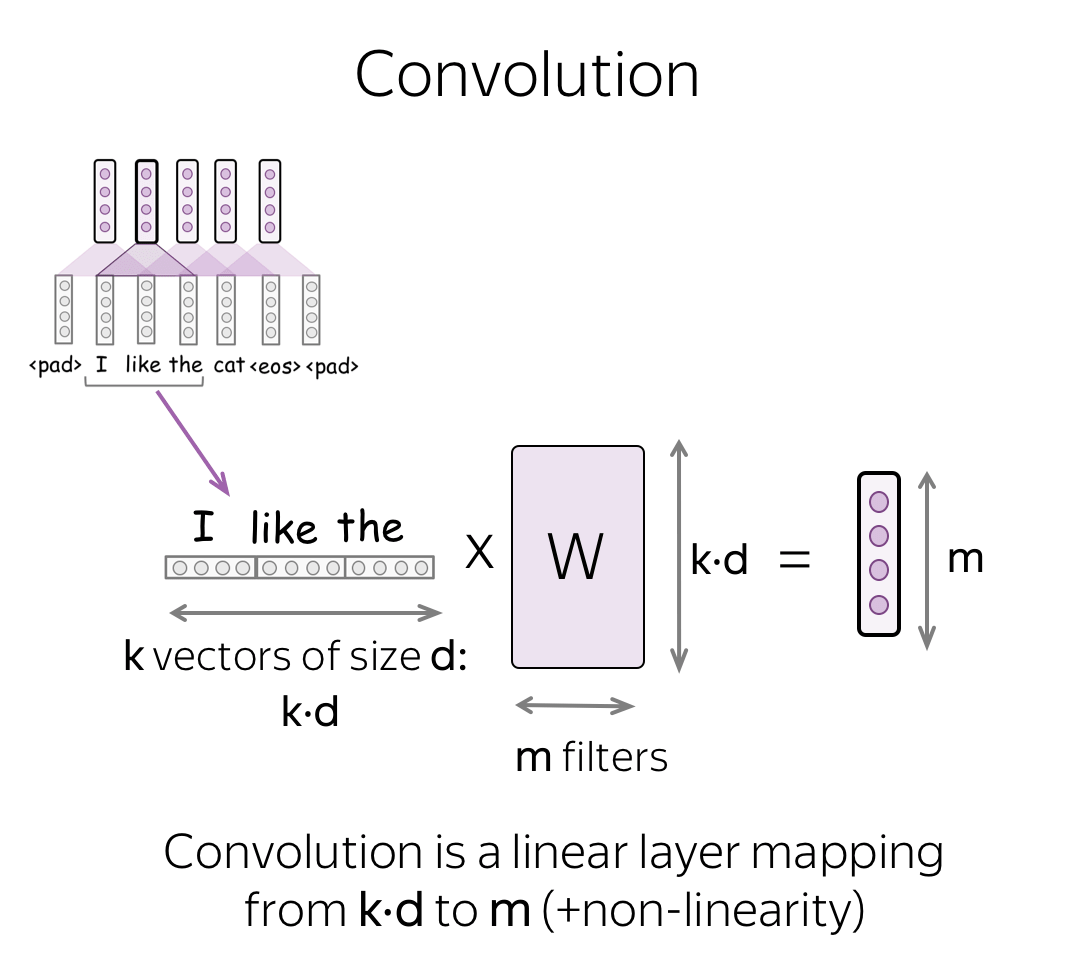 Convolution
<pad> I like the cat <eos> <pad>
I like the
X
W
k·d
=
m
k vectors of size d:
k·d
m filters
Convolution is a linear layer mapping
from k·d to m (+non-linearity)